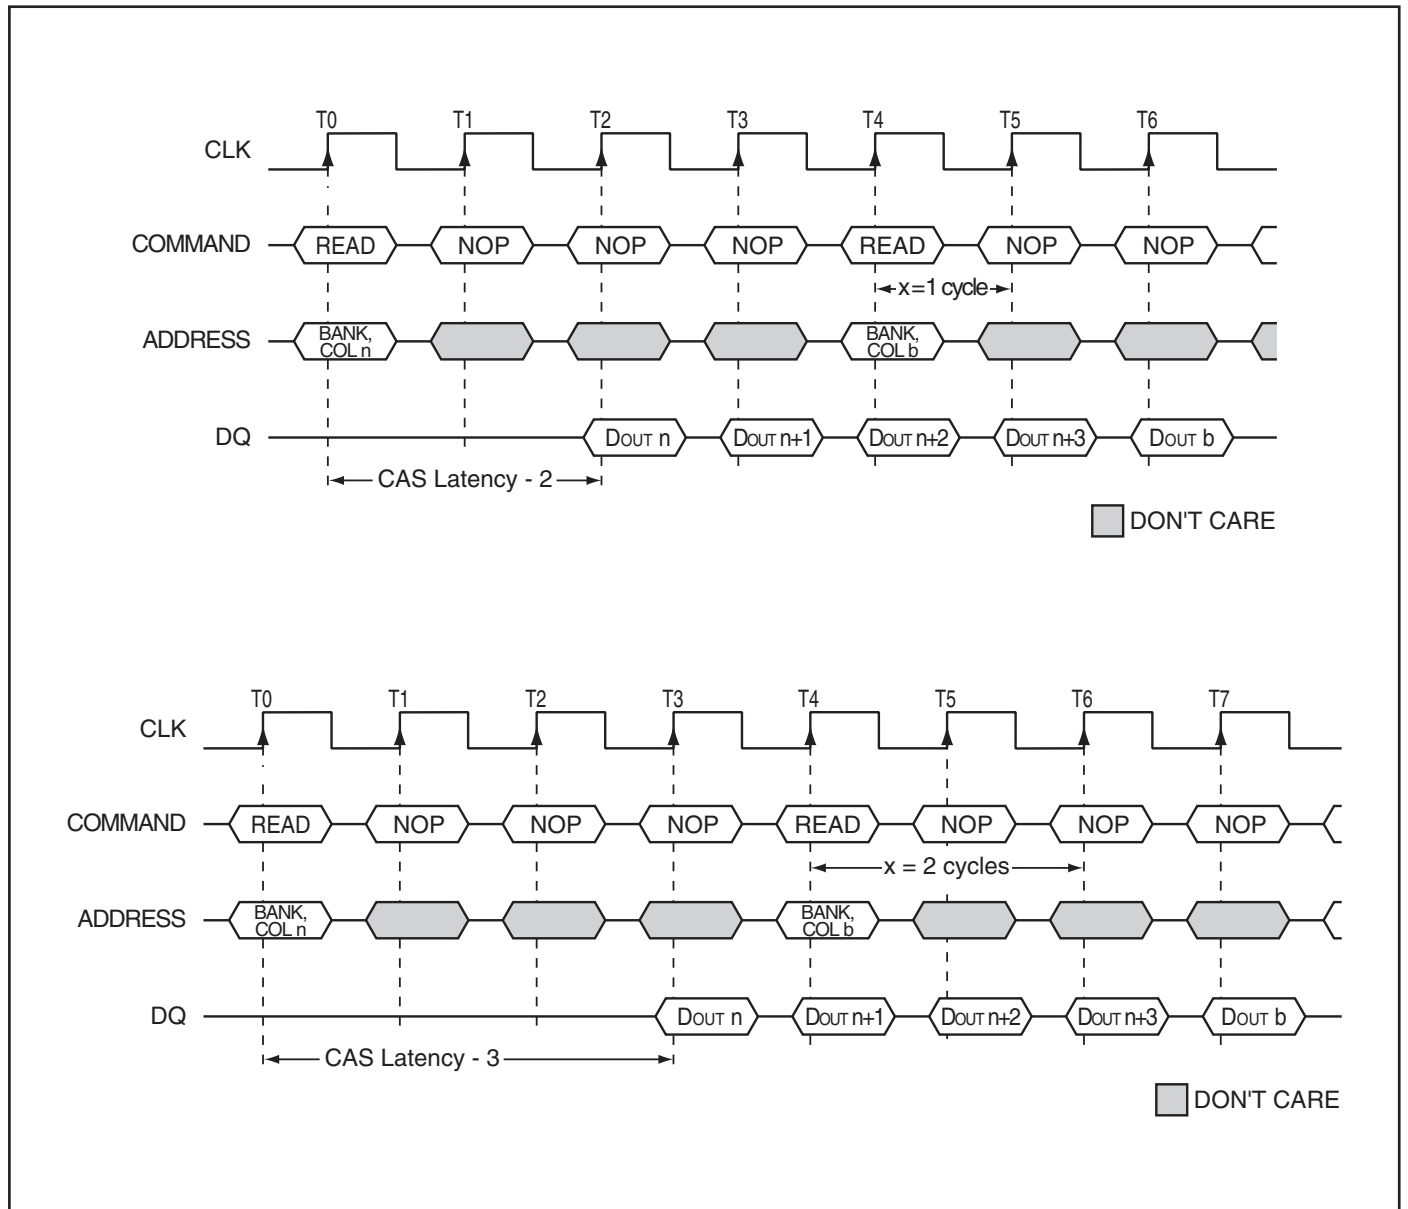 T0 T1 T2 T3 T4 T5 T6
CLK
COMMAND READ NOP NOP NOP READ NOP NOP
x=1 cycle
ADDRESS BANK, COL n BANK, COL b
DQ DOUT n DOUT n+1 DOUT n+2 DOUT n+3 DOUT b
CAS Latency - 2
DON'T CARE
T0 T1 T2 T3 T4 T5 T6 T7
CLK
COMMAND READ NOP NOP NOP READ NOP NOP NOP
x = 2 cycles
ADDRESS BANK, COL n BANK, COL b
DQ DOUT n DOUT n+1 DOUT n+2 DOUT n+3 DOUT b
CAS Latency - 3
DON'T CARE